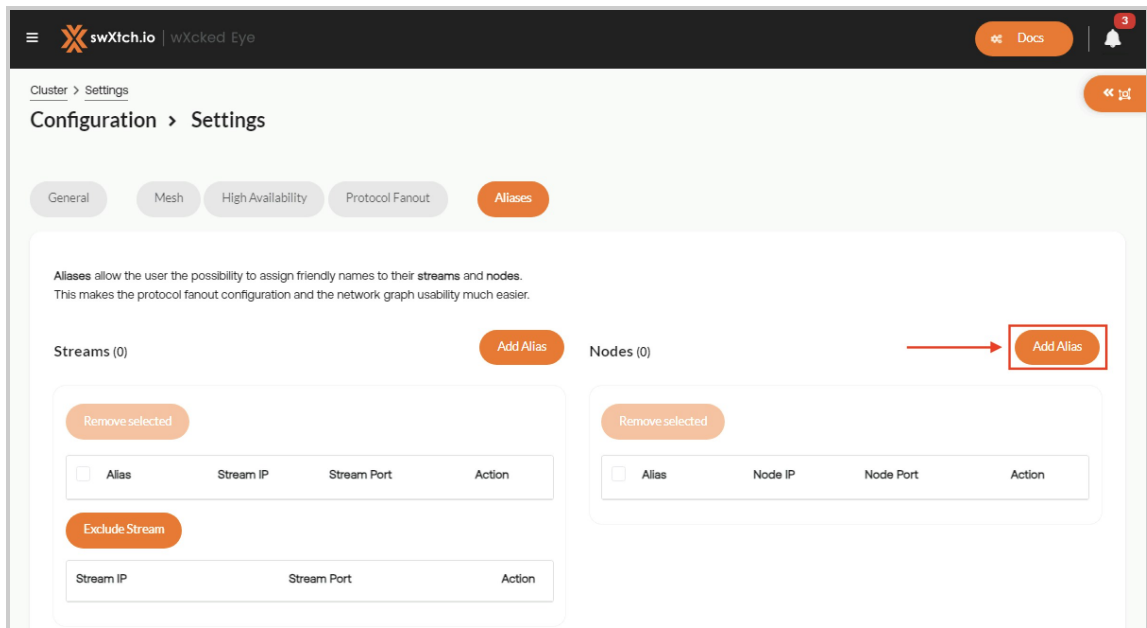 swXtch.io | wXcked Eye
Docs
3
Cluster > Settings
Configuration > Settings
General
Mesh
High Availability
Protocol Fanout
Aliases
Aliases allow the user the possibility to assign friendly names to their streams and nodes.
This makes the protocol fanout configuration and the network graph usability much easier.
Streams (0)
Add Alias
Remove selected
Alias Stream IP Stream Port Action
Exclude Stream
Stream IP Stream Port Action
Nodes (0)
Add Alias
Remove selected
Alias Node IP Node Port Action